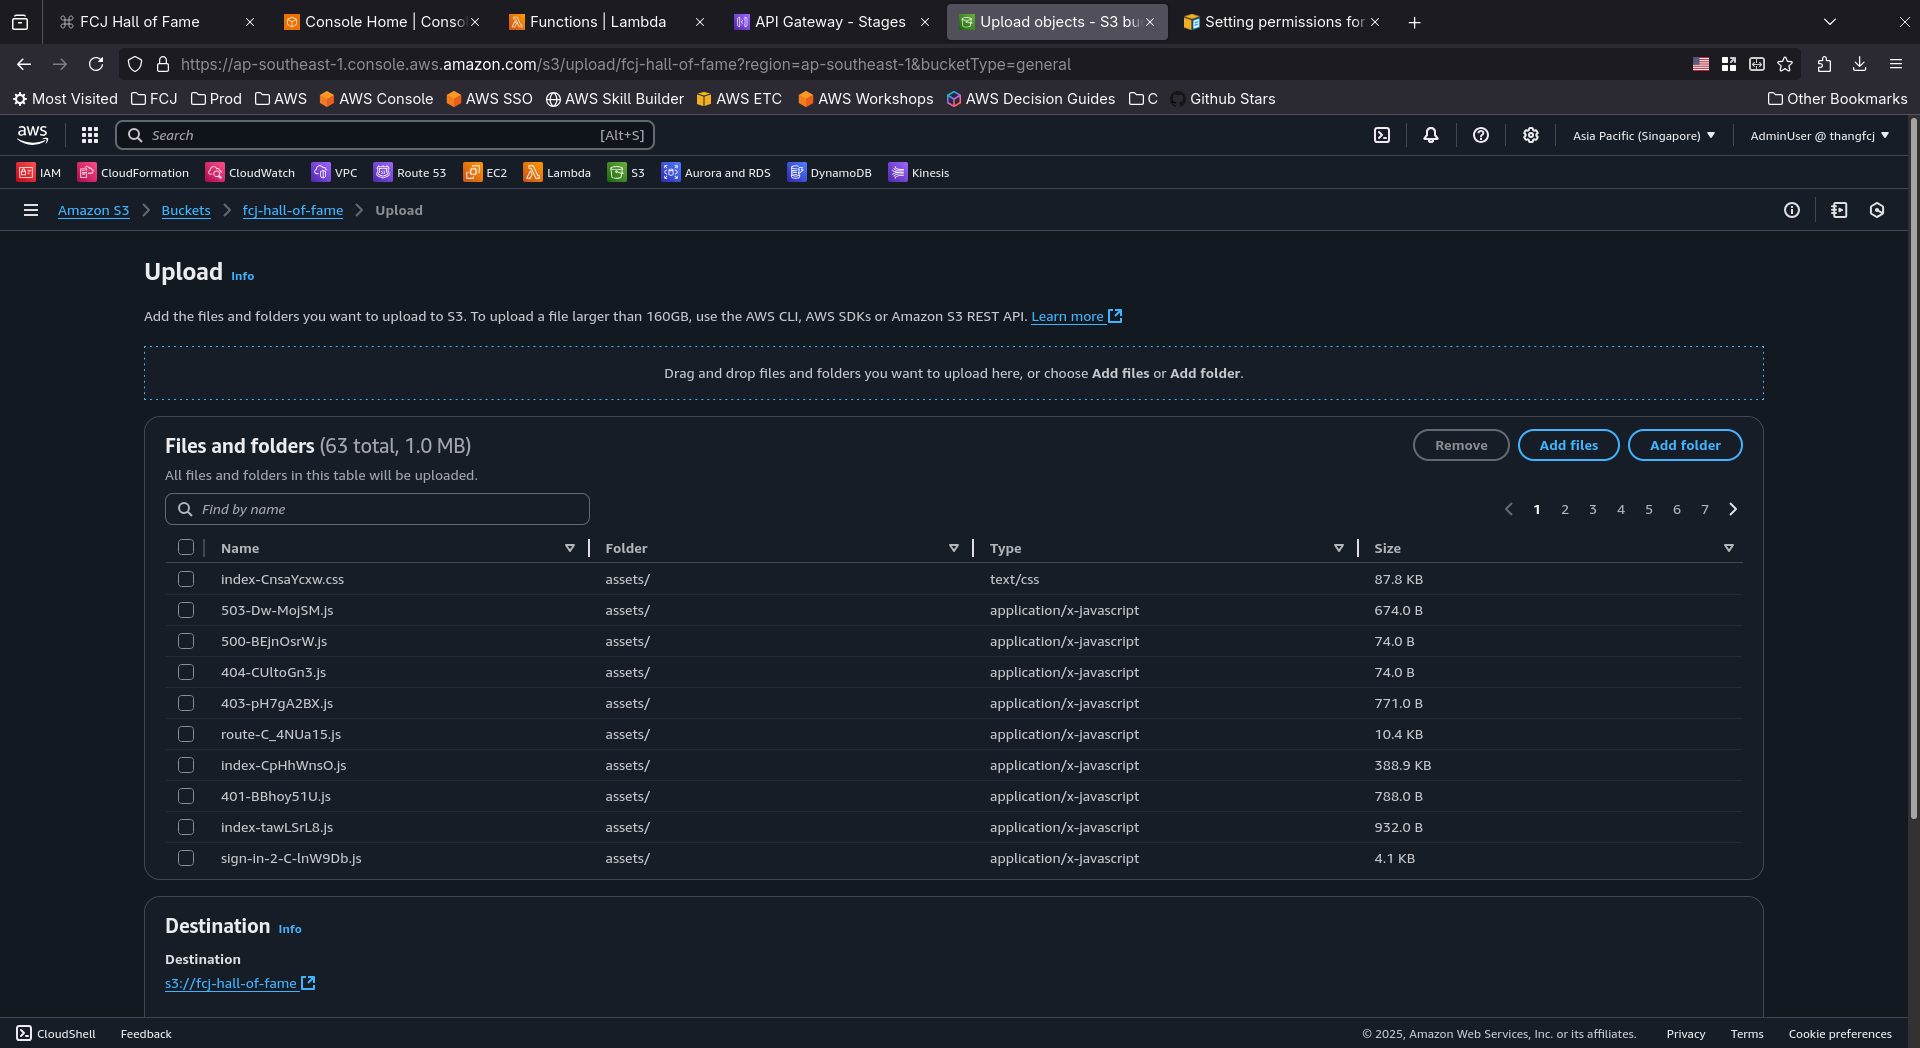 FCJ Hall of Fame
Console Home | Conso
Functions | Lambda
API Gateway - Stages
Upload objects - S3 bu
Setting permissions for
https://ap-southeast-1.console.aws.amazon.com/s3/upload/fcj-hall-of-fame?region=ap-southeast-1&bucketType=general
Most Visited FCJ Prod AWS AWS Console AWS SSO AWS Skill Builder AWS ETC AWS Workshops AWS Decision Guides C Github Stars Other Bookmarks
aws Search [Alt+S] Asia Pacific (Singapore) AdminUser @ thangfcj
IAM CloudFormation CloudWatch VPC Route 53 EC2 Lambda S3 Aurora and RDS DynamoDB Kinesis
Amazon S3 Buckets fcj-hall-of-fame Upload
Upload Info
Add the files and folders you want to upload to S3. To upload a file larger than 160GB, use the AWS CLI, AWS SDKs or Amazon S3 REST API. Learn more
Drag and drop files and folders you want to upload here, or choose Add files or Add folder.
Files and folders (63 total, 1.0 MB)
Remove Add files Add folder
All files and folders in this table will be uploaded.
Find by name
1 2 3 4 5 6 7
Name Folder Type Size
index-CnsaYcxw.css assets/ text/css 87.8 KB
503-Dw-MojSM.js assets/ application/x-javascript 674.0 B
500-BEjnOsrW.js assets/ application/x-javascript 74.0 B
404-CUltoGn3.js assets/ application/x-javascript 74.0 B
403-pH7gA2BX.js assets/ application/x-javascript 771.0 B
route-C_4NUa15.js assets/ application/x-javascript 10.4 KB
index-CpHhWnsO.js assets/ application/x-javascript 388.9 KB
401-BBhoy51U.js assets/ application/x-javascript 788.0 B
index-tawLSrL8.js assets/ application/x-javascript 932.0 B
sign-in-2-C-lnW9Db.js assets/ application/x-javascript 4.1 KB
Destination Info
Destination
s3://fcj-hall-of-fame
CloudShell Feedback © 2025, Amazon Web Services, Inc. or its affiliates. Privacy Terms Cookie preferences